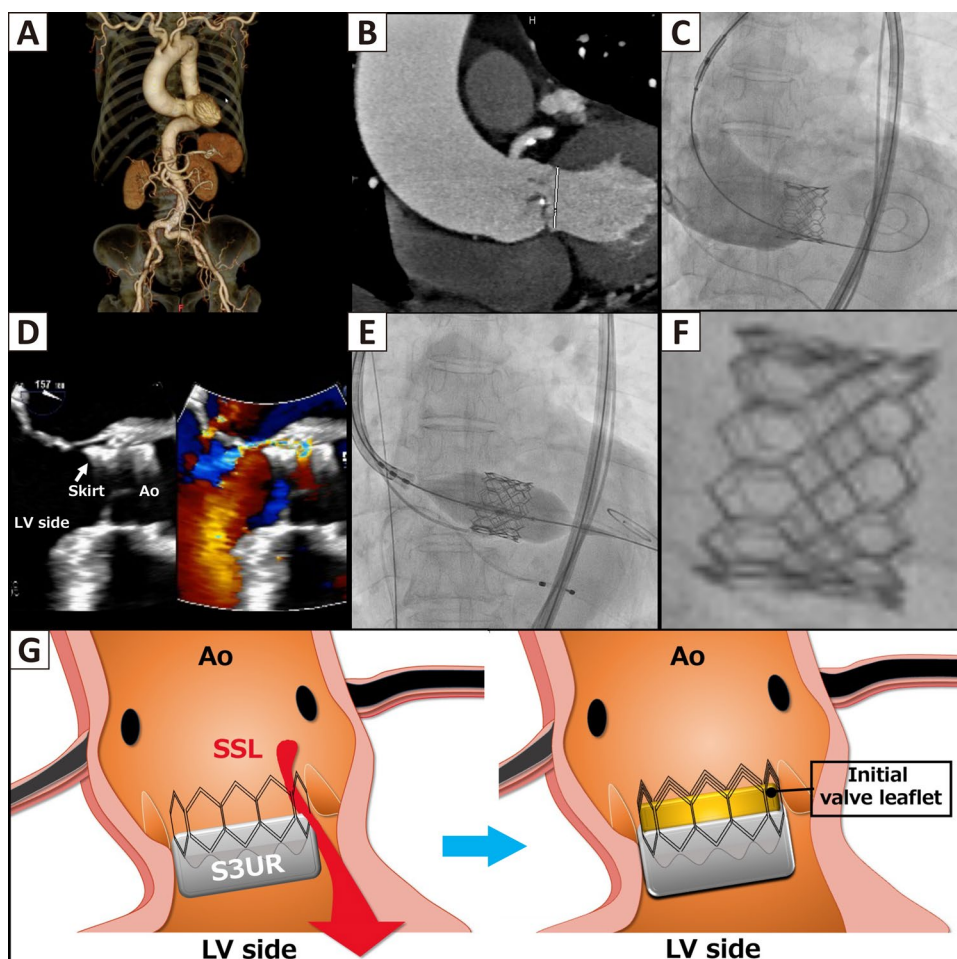 A
B
H
C
D
157
Skirt
Ao
LV side
E
F
G
Ao
SSL
S3UR
LV side
Ao
Initial
valve leaflet
LV side